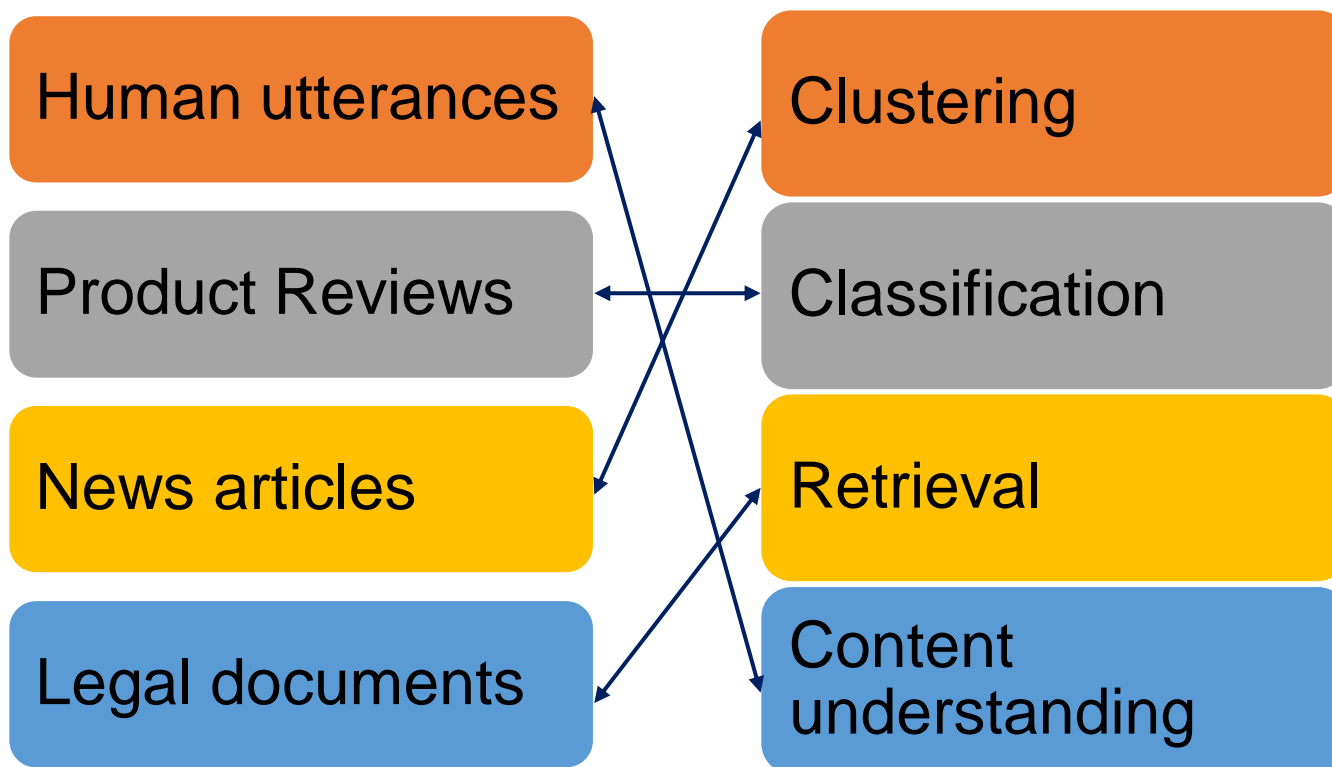 Human utterances
Product Reviews
News articles
Legal documents
Clustering
Classification
Retrieval
Content
understanding